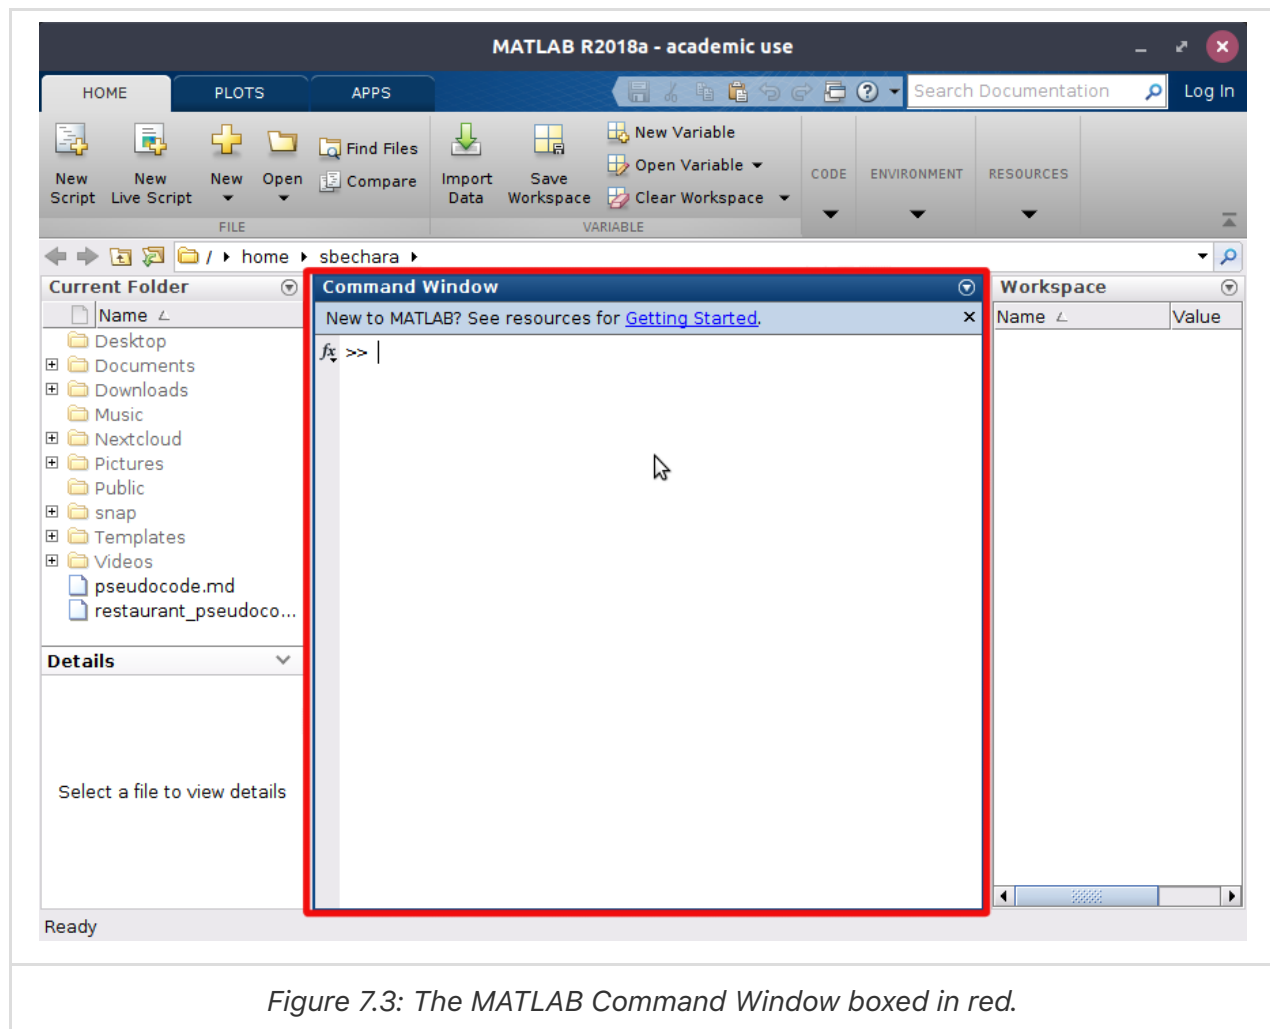 MATLAB R2018a - academic use
HOME PLOTS APPS Search Documentation Log In
New Script
New Live Script
New
Open
Find Files
Compare
Import Data
Save Workspace
New Variable
Open Variable
Clear Workspace
CODE ENVIRONMENT RESOURCES
FILE VARIABLE
/ home sbechara
Current Folder
Name
Desktop
Documents
Downloads
Music
Nextcloud
Pictures
Public
snap
Templates
Videos
pseudocode.md
restaurant_pseudoco...
Details
Select a file to view details
Command Window
New to MATLAB? See resources for Getting Started.
fx >>
Workspace
Name Value
Ready
Figure 7.3: The MATLAB Command Window boxed in red.